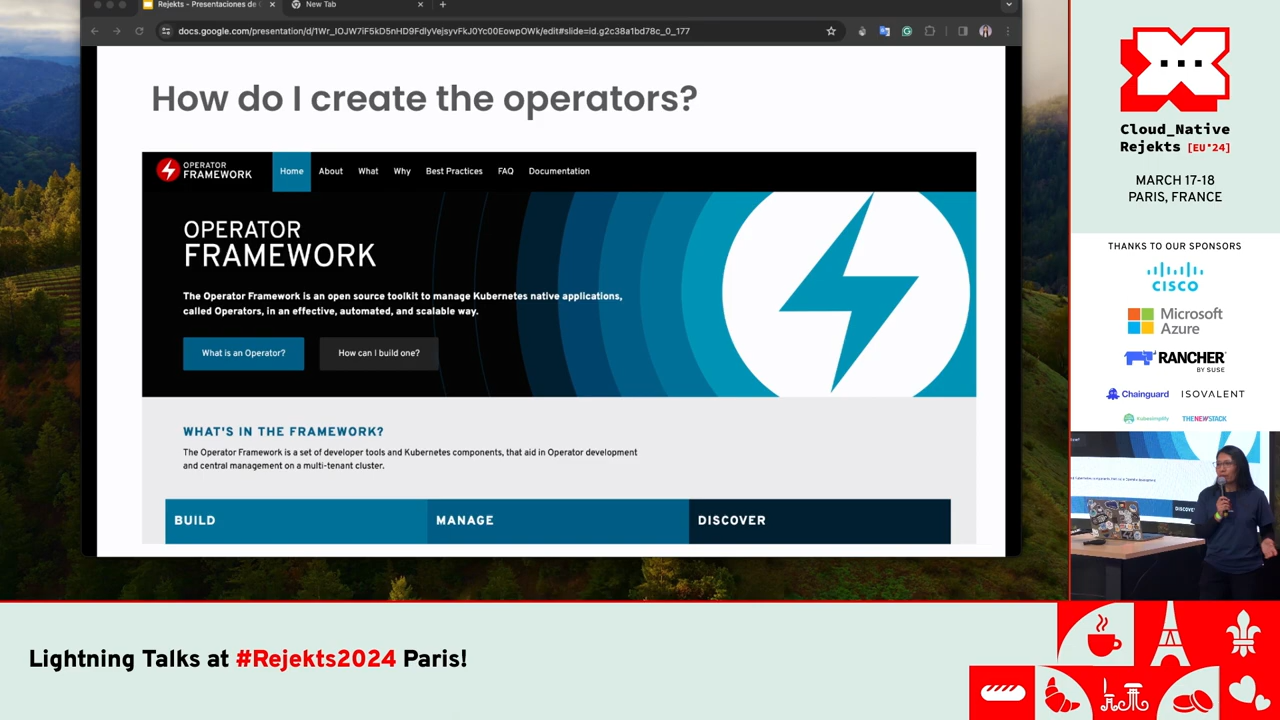 Rejekts - Presentaciones de
New Tab
docs.google.com/presentation/d/1Wr_IOJW7iF5kD5nHD9FdlyVejsyvFkJ0Yc00EowpOWk/edit#slide=id.g2c38a1bd78c_0_177
How do I create the operators?
OPERATOR
FRAMEWORK
Home
About
What
Why
Best Practices
FAQ
Documentation
OPERATOR
FRAMEWORK
The Operator Framework is an open source toolkit to manage Kubernetes native applications,
called Operators, in an effective, automated, and scalable way.
What is an Operator?
How can I build one?
WHAT'S IN THE FRAMEWORK?
The Operator Framework is a set of developer tools and Kubernetes components, that aid in Operator development
and central management on a multi-tenant cluster.
BUILD
MANAGE
DISCOVER
Cloud_Native
Rejekts [EU'24]
MARCH 17-18
PARIS, FRANCE
THANKS TO OUR SPONSORS
CISCO
Microsoft
Azure
RANCHER
BY SUSE
Chainguard
ISOVALENT
Kubesimplify
THENEWSTACK
Lightning Talks at #Rejekts2024 Paris!